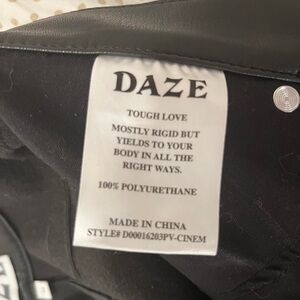 DAZE
TOUGH LOVE
MOSTLY RIGID BUT
YIELDS TO YOUR
BODY IN ALL THE
RIGHT WAYS.
100% POLYURETHANE
MADE IN CHINA
STYLE# D00016203PV-CINEM